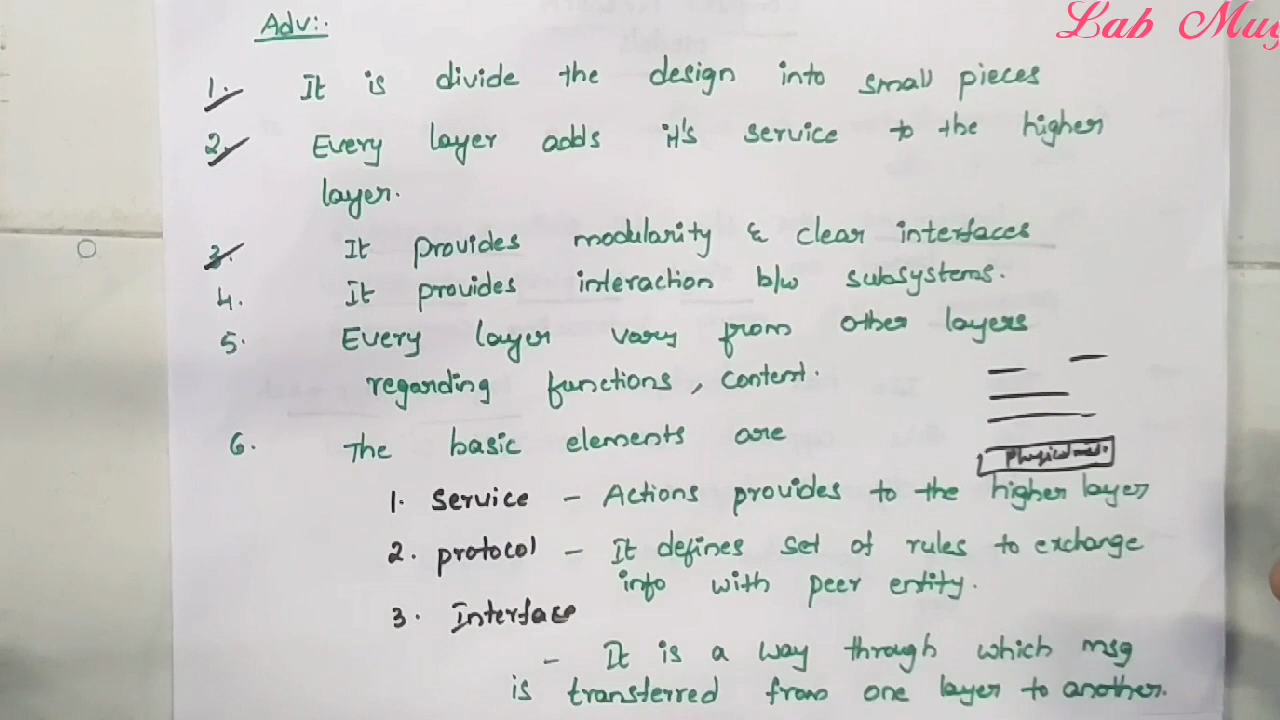 Lab Mug
Adv:-
1. It is divide the design into small pieces
2. Every layer adds it's service to the higher
layer.
3. It provides modularity & clear interfaces
4. It provides interaction b/w subsystems.
5. Every layer vary from other layers
regarding functions, content.
6. The basic elements are
Physical
1. Service - Actions provides to the higher layer
2. protocol - It defines set of rules to exchange
info with peer entity.
3. Interface
- It is a way through which msg
is transferred from one layer to another.